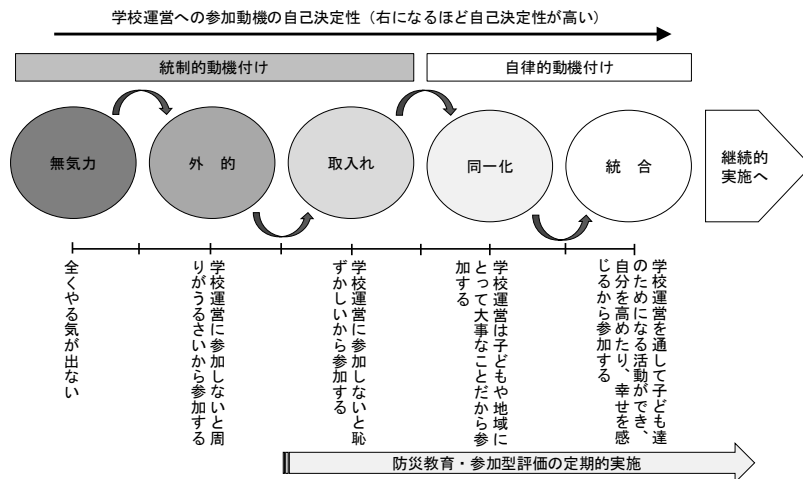 学校運営への参加動機の自己決定性（右になるほど自己決定性が高い）
統制的動機付け
自律的動機付け
無気力
外　的
取入れ
同一化
統　合
継続的
実施へ
全くやる気が出ない
学校運営に参加しないと周
りがうるさいから参加する
学校運営に参加しないと恥
ずかしいから参加する
学校運営は子どもや地域に
とって大事なことだから参
加する
学校運営を通して子ども達
のためになる活動ができ、
自分を高めたり、幸せを感
じるから参加する
防災教育・参加型評価の定期的実施